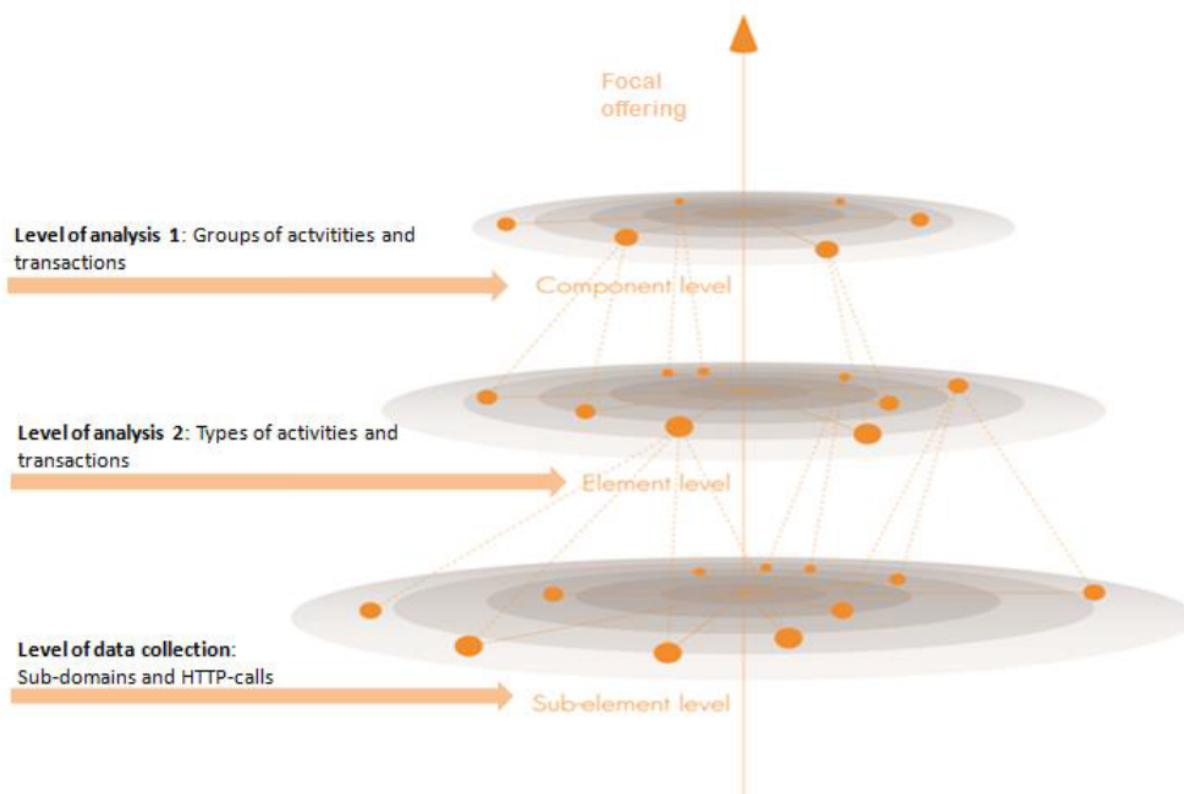 Focal
offering
Level of analysis 1: Groups of actvitities and
transactions
Component level
Level of analysis 2: Types of activities and
transactions
Element level
Level of data collection:
Sub-domains and HTTP-calls
Sub-element level